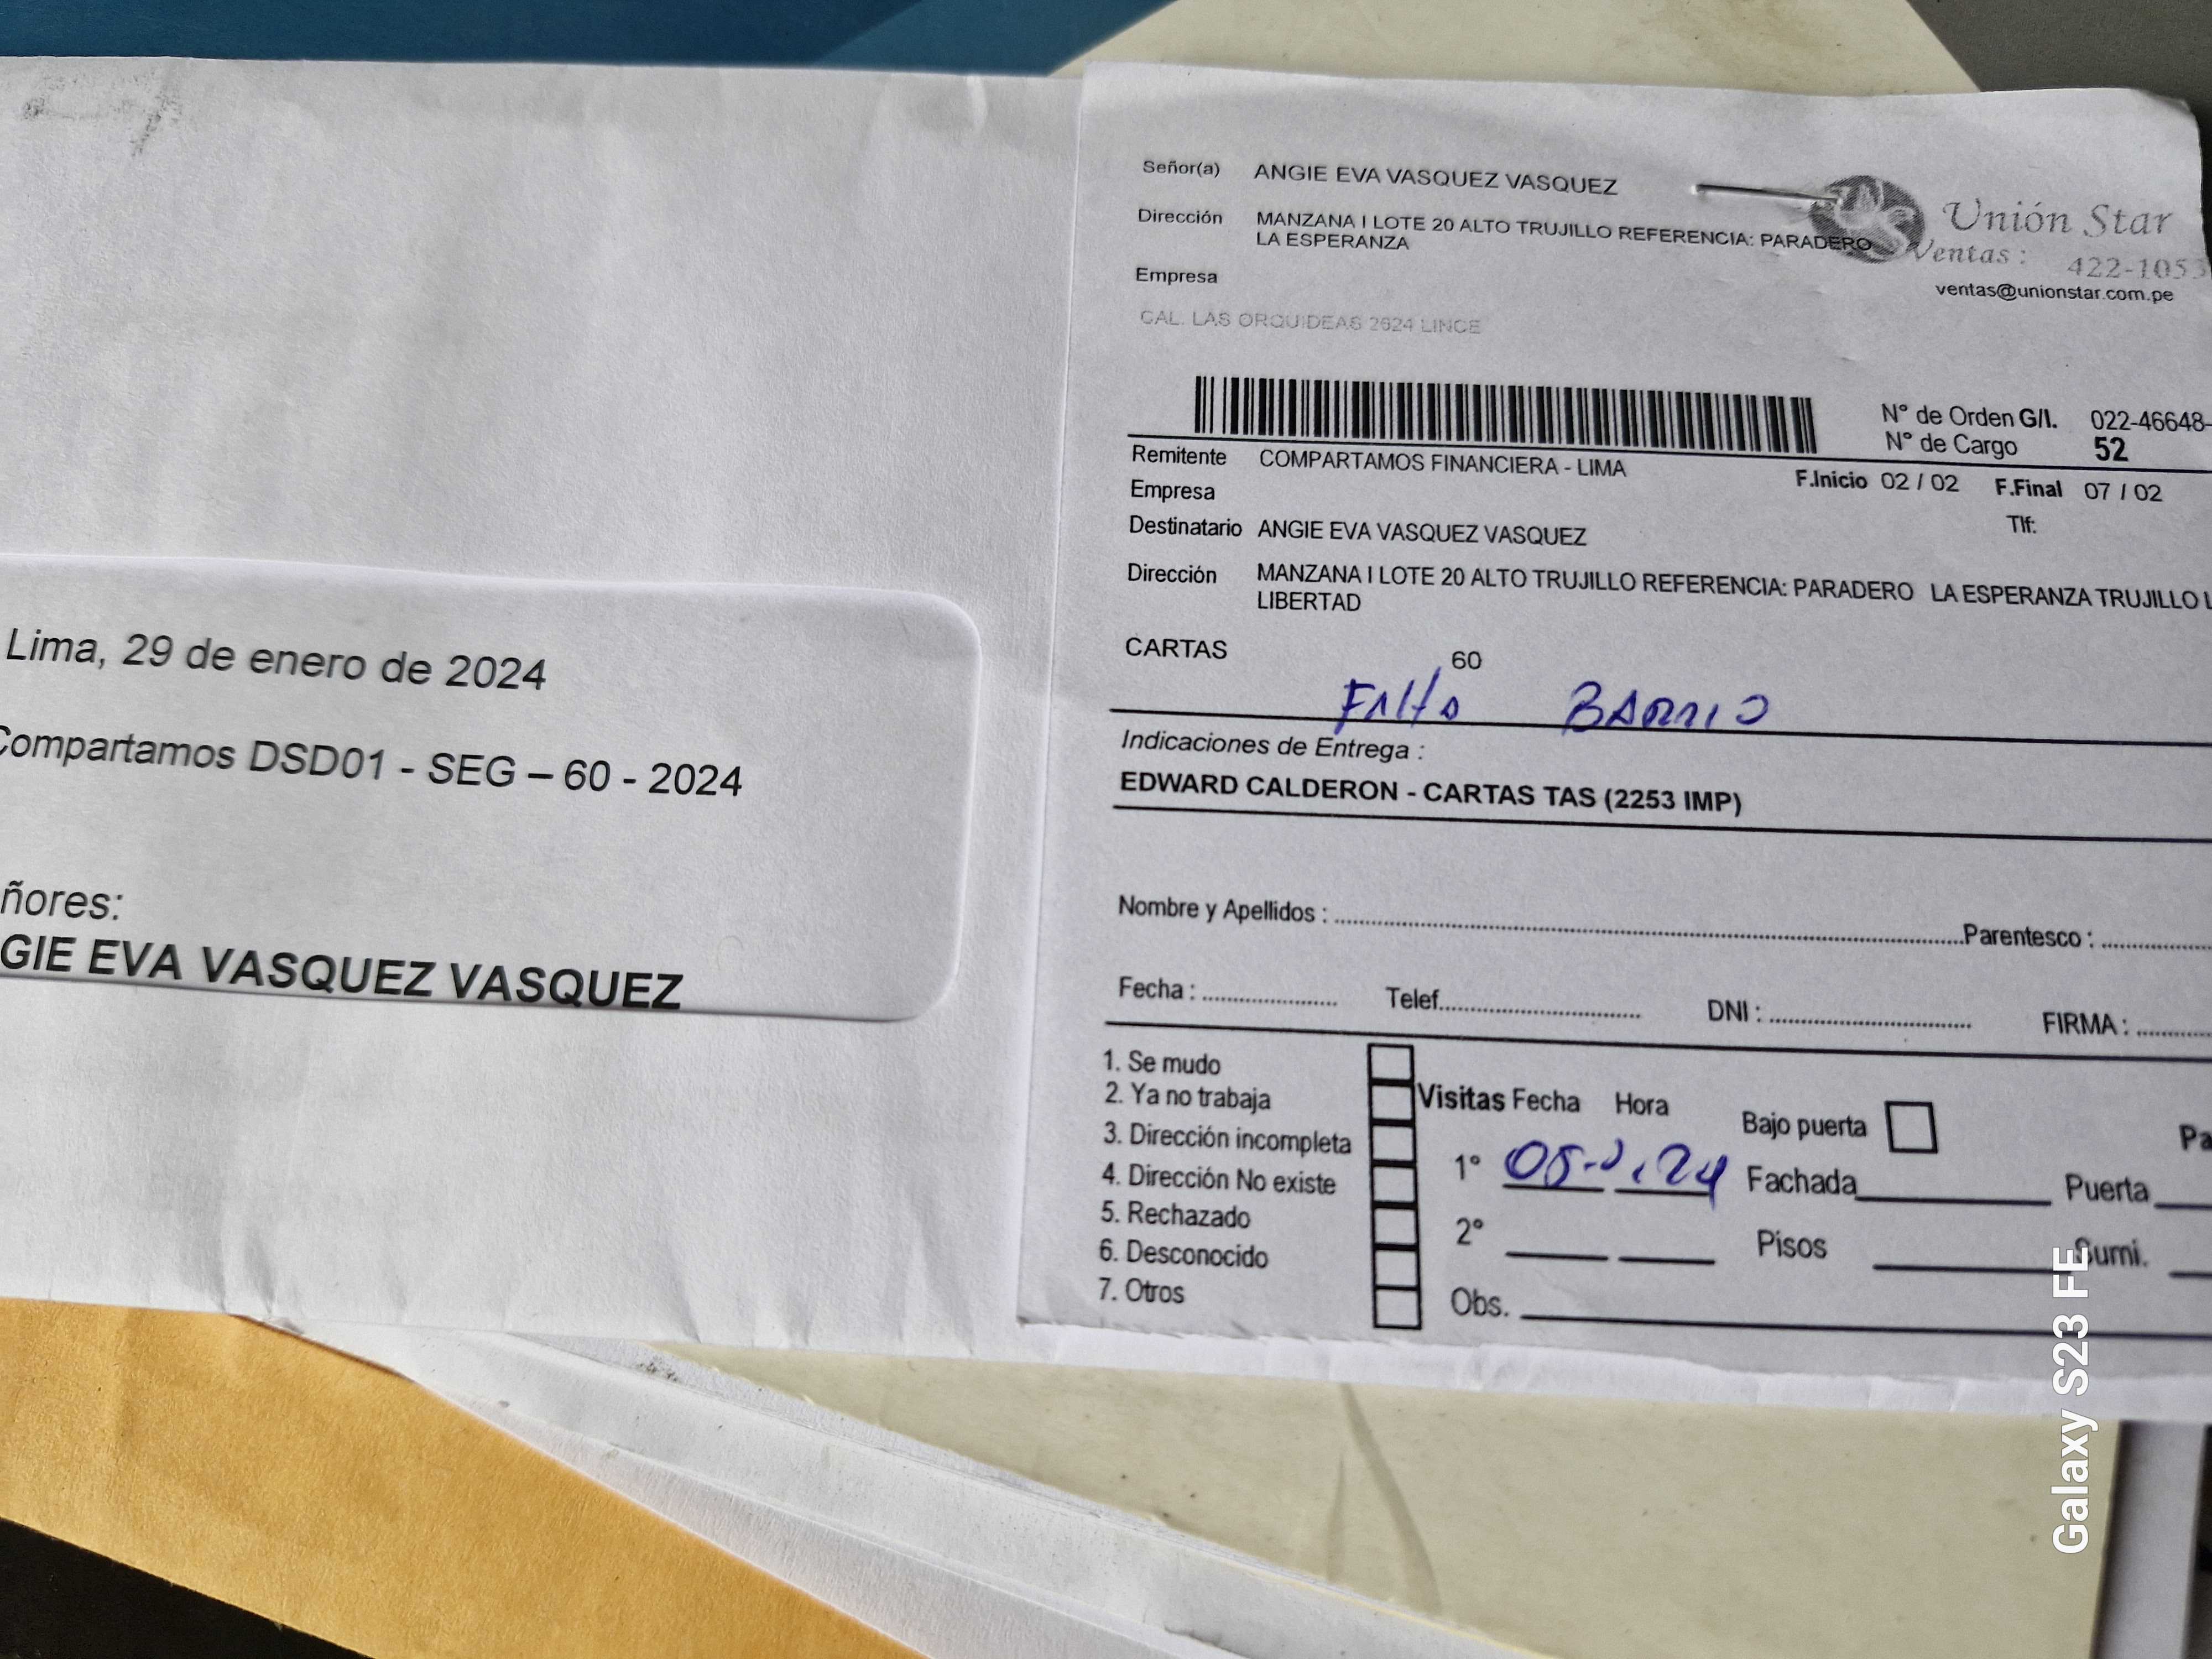 Lima, 29 de enero de 2024
Compartamos DSD01 - SEG – 60 - 2024
ñores:
GIE EVA VASQUEZ VASQUEZ
Señor(a) ANGIE EVA VASQUEZ VASQUEZ
Dirección MANZANA I LOTE 20 ALTO TRUJILLO REFERENCIA: PARADERO
LA ESPERANZA
Empresa
CAL. LAS ORQUIDEAS 2624 LINCE
Unión Star
Ventas : 422-1053
ventas@unionstar.com.pe
N° de Orden G/I. 022-46648-
N° de Cargo 52
Remitente COMPARTAMOS FINANCIERA - LIMA
F.Inicio 02 / 02 F.Final 07 / 02
Empresa
Tlf:
Destinatario ANGIE EVA VASQUEZ VASQUEZ
Dirección MANZANA I LOTE 20 ALTO TRUJILLO REFERENCIA: PARADERO LA ESPERANZA TRUJILLO L
LIBERTAD
CARTAS 60
Falta BARRIO
Indicaciones de Entrega :
EDWARD CALDERON - CARTAS TAS (2253 IMP)
Nombre y Apellidos : Parentesco :
Fecha : Telef. DNI : FIRMA :
1. Se mudo
2. Ya no trabaja
3. Dirección incompleta
4. Dirección No existe
5. Rechazado
6. Desconocido
7. Otros
Visitas Fecha Hora
1°
2°
Obs.
Bajo puerta
Fachada Puerta
Pisos Sumi.
Pa
Galaxy S23 FE